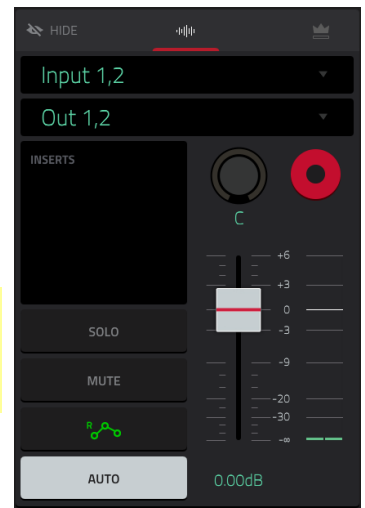 HIDE
Input 1,2
Out 1,2
INSERTS
C
+6
+3
0
-3
-9
-20
-30
-∞
SOLO
MUTE
R
AUTO
0.00dB